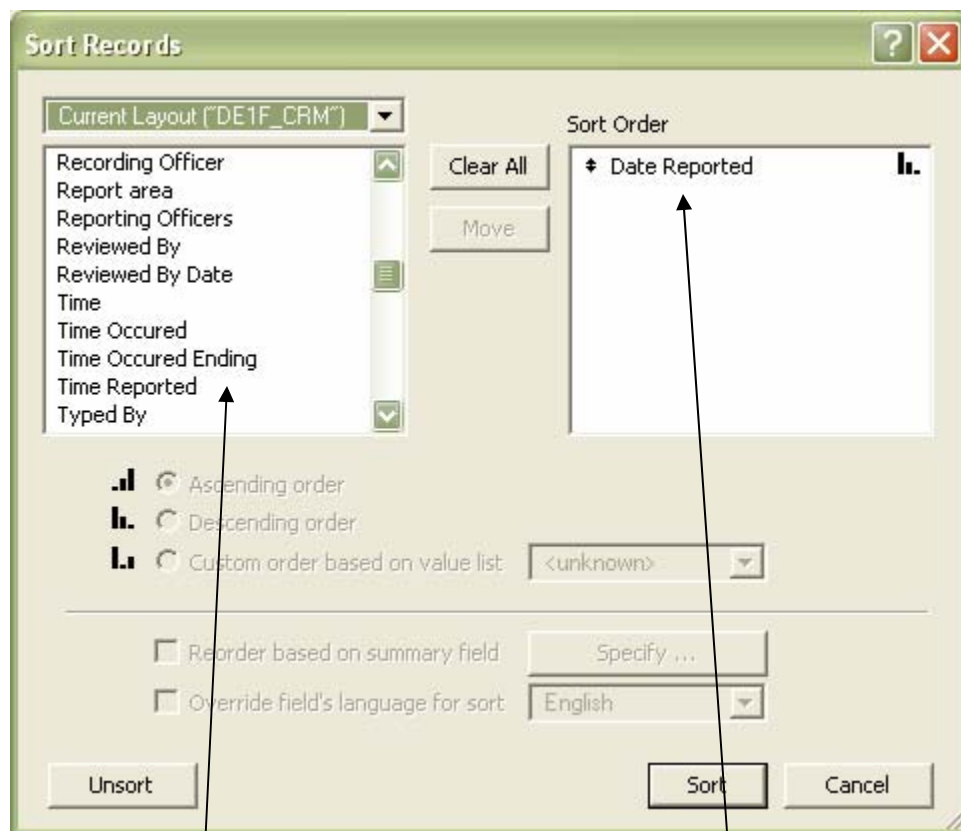 Sort Records
Current Layout ("DE1F_CRM")
Sort Order
Recording Officer
Report area
Reporting Officers
Reviewed By
Reviewed By Date
Time
Time Occured
Time Occured Ending
Time Reported
Typed By
Clear All
Move
Date Reported
Ascending order
Descending order
Custom order based on value list <unknown>
Reorder based on summary field Specify ...
Override field's language for sort English
Unsort Sort Cancel